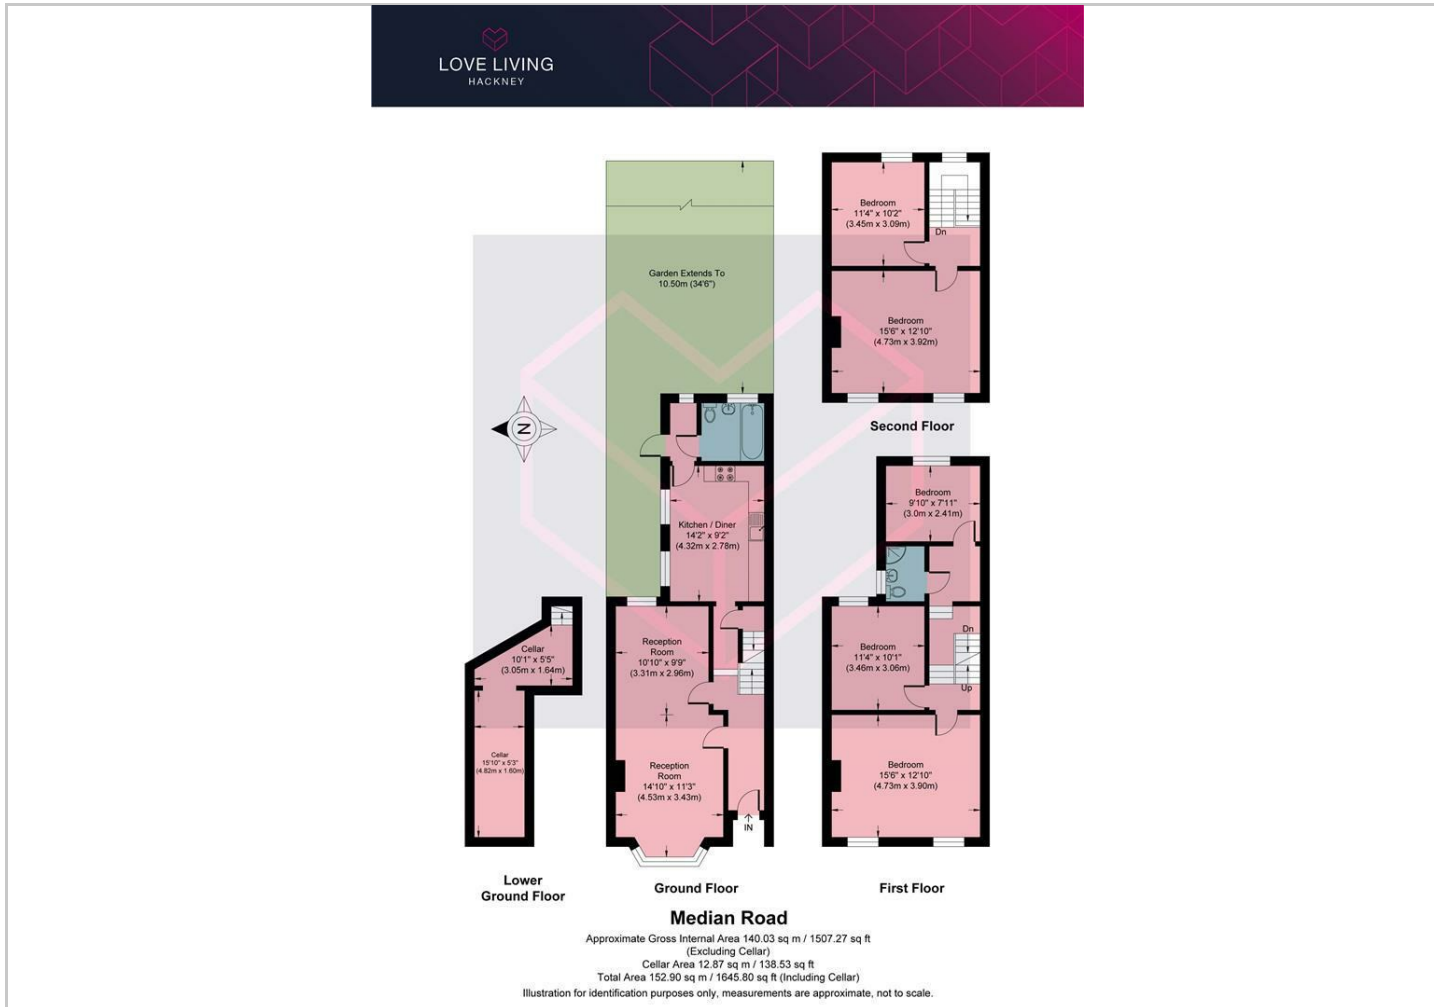 LOVE LIVING
HACKNEY
Bedroom
11'4" x 10'2"
(3.45m x 3.09m)
Dn
Bedroom
15'6" x 12'10"
(4.73m x 3.92m)
Second Floor
Garden Extends To
10.50m (34'6")
N
Kitchen / Diner
14'2" x 9'2"
(4.32m x 2.78m)
Bedroom
9'10" x 7'11"
(3.0m x 2.41m)
Dn
Up
Bedroom
11'4" x 10'1"
(3.46m x 3.06m)
Bedroom
15'6" x 12'10"
(4.73m x 3.90m)
First Floor
Reception
Room
10'10" x 9'9"
(3.31m x 2.96m)
Reception
Room
14'10" x 11'3"
(4.53m x 3.43m)
IN
Ground Floor
Cellar
10'1" x 5'5"
(3.05m x 1.64m)
Cellar
15'10" x 5'3"
(4.82m x 1.60m)
Lower
Ground Floor
Median Road
Approximate Gross Internal Area 140.03 sq m / 1507.27 sq ft
(Excluding Cellar)
Cellar Area 12.87 sq m / 138.53 sq ft
Total Area 152.90 sq m / 1645.80 sq ft (Including Cellar)
Illustration for identification purposes only, measurements are approximate, not to scale.